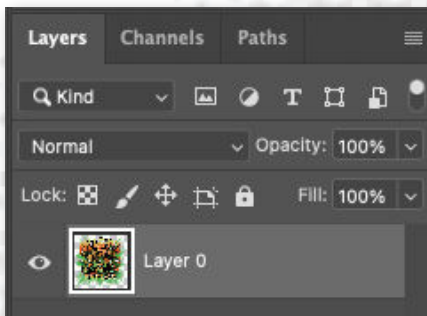 Layers Channels Paths
Kind T
Normal Opacity: 100%
Lock: Fill: 100%
Layer 0